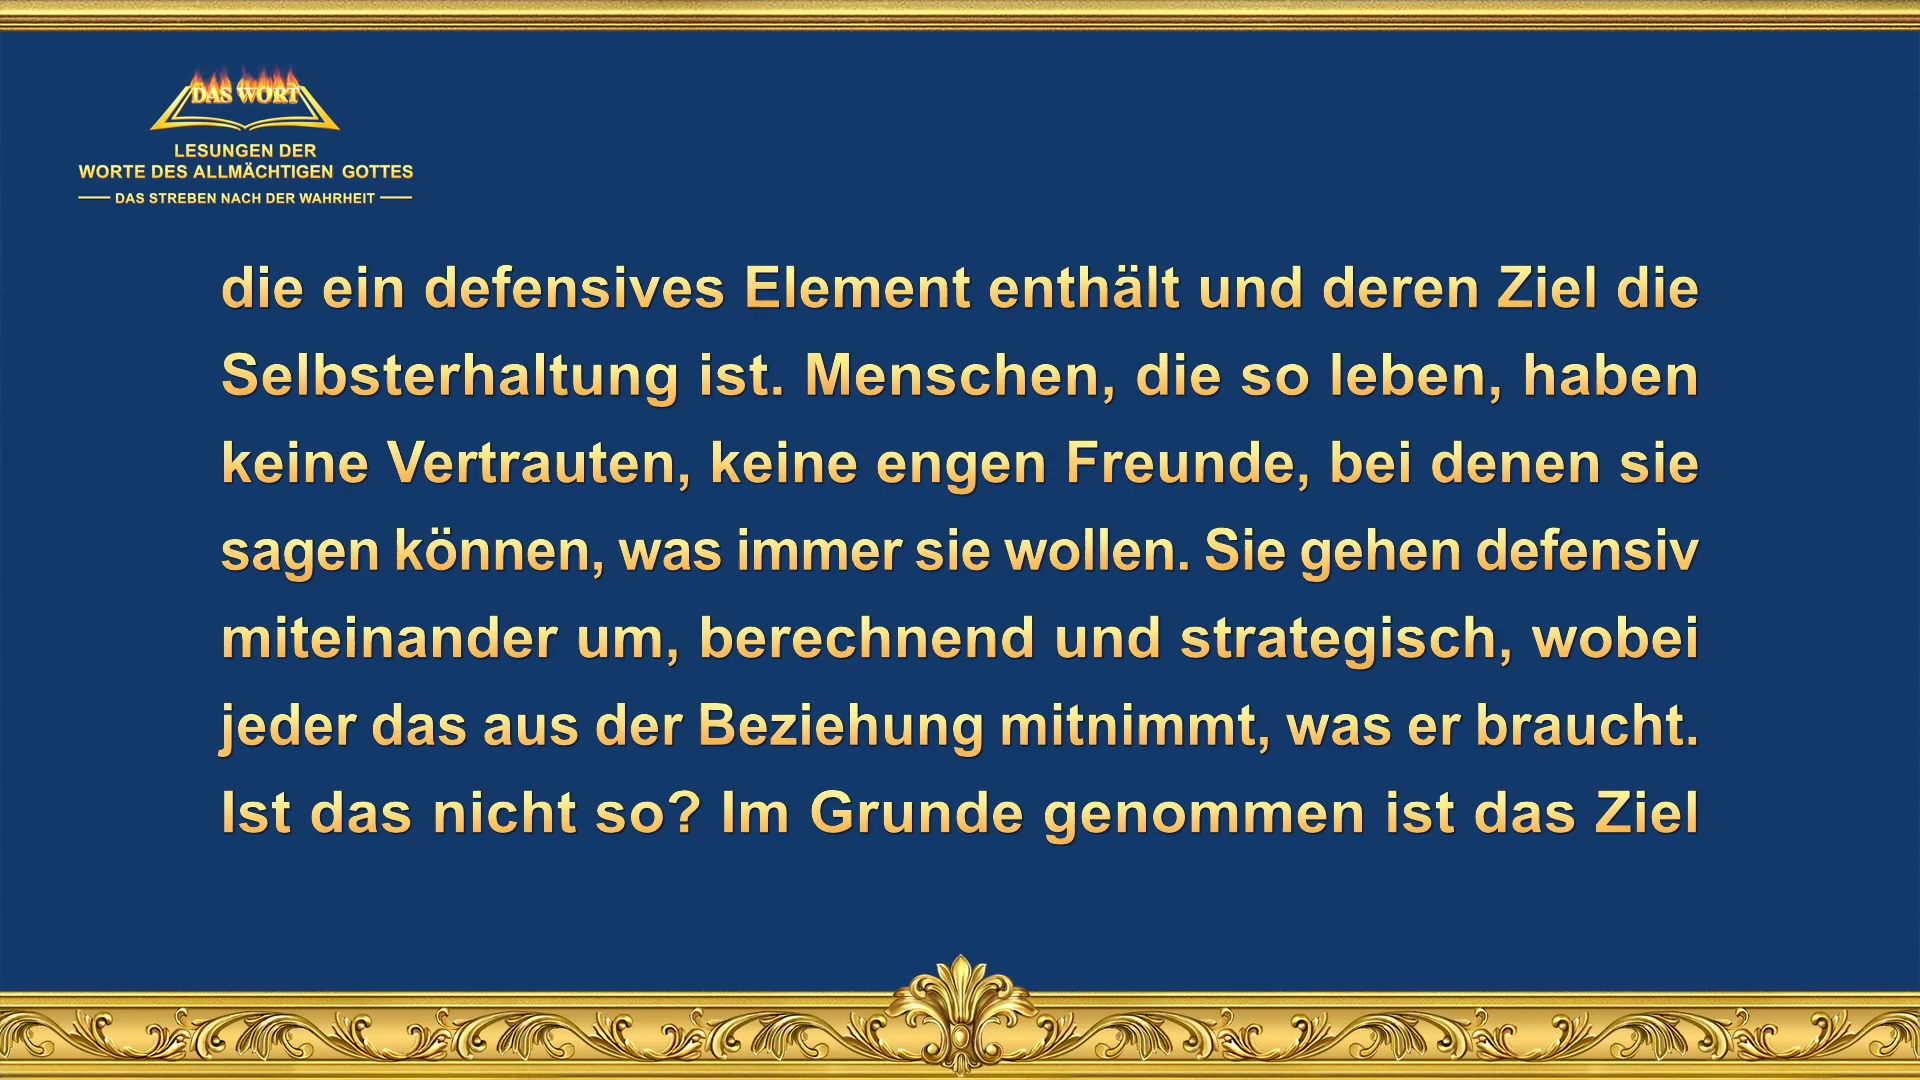 DAS WORT
LESUNGEN DER
WORTE DES ALLMÄCHTIGEN GOTTES
DAS STREBEN NACH DER WAHRHEIT
die ein defensives Element enthält und deren Ziel die
Selbsterhaltung ist. Menschen, die so leben, haben
keine Vertrauten, keine engen Freunde, bei denen sie
sagen können, was immer sie wollen. Sie gehen defensiv
miteinander um, berechnend und strategisch, wobei
jeder das aus der Beziehung mitnimmt, was er braucht.
Ist das nicht so? Im Grunde genommen ist das Ziel